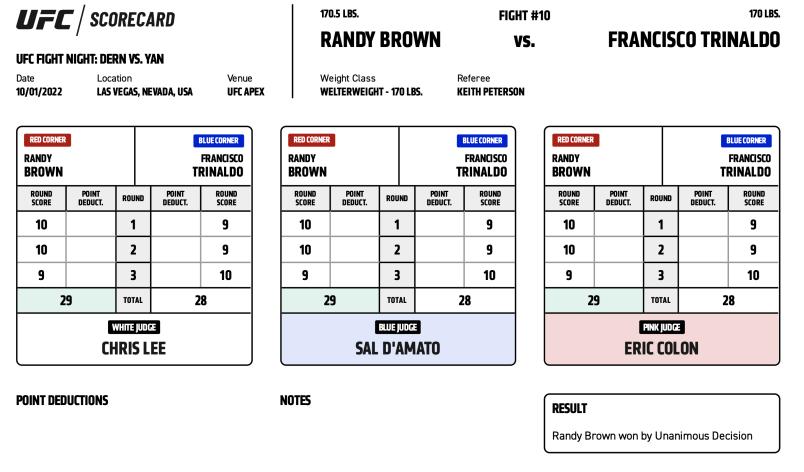 UFC / SCORECARD
UFC FIGHT NIGHT: DERN VS. YAN
Date Location Venue
10/01/2022 LAS VEGAS, NEVADA, USA UFC APEX
170.5 LBS. FIGHT #10 170 LBS.
RANDY BROWN VS. FRANCISCO TRINALDO
Weight Class Referee
WELTERWEIGHT - 170 LBS. KEITH PETERSON
RED CORNER BLUE CORNER
RANDY FRANCISCO
BROWN TRINALDO
ROUND SCORE POINT DEDUCT. ROUND POINT DEDUCT. ROUND SCORE
10 1 9
10 2 9
9 3 10
29 TOTAL 28
WHITE JUDGE
CHRIS LEE
RED CORNER BLUE CORNER
RANDY FRANCISCO
BROWN TRINALDO
ROUND SCORE POINT DEDUCT. ROUND POINT DEDUCT. ROUND SCORE
10 1 9
10 2 9
9 3 10
29 TOTAL 28
BLUE JUDGE
SAL D'AMATO
RED CORNER BLUE CORNER
RANDY FRANCISCO
BROWN TRINALDO
ROUND SCORE POINT DEDUCT. ROUND POINT DEDUCT. ROUND SCORE
10 1 9
10 2 9
9 3 10
29 TOTAL 28
PINK JUDGE
ERIC COLON
POINT DEDUCTIONS
NOTES
RESULT
Randy Brown won by Unanimous Decision